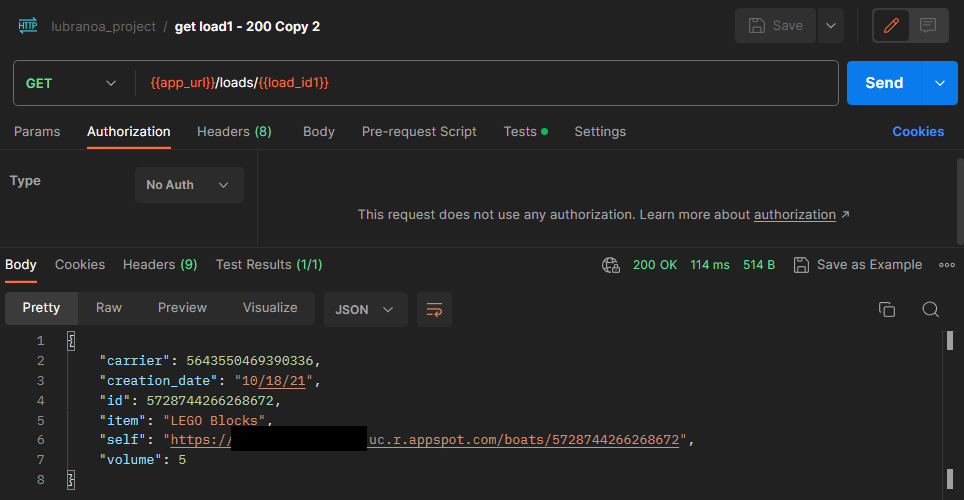 HTTP lubranoa_project / get load1 - 200 Copy 2 Save
GET {{app_url}}/loads/{{load_id1}} Send
Params Authorization Headers (8) Body Pre-request Script Tests Settings Cookies
Type No Auth
This request does not use any authorization. Learn more about authorization ↗
Body Cookies Headers (9) Test Results (1/1) 200 OK 114 ms 514 B Save as Example
Pretty Raw Preview Visualize JSON
1 {
2 "carrier": 5643550469390336,
3 "creation_date": "10/18/21",
4 "id": 5728744266268672,
5 "item": "LEGO Blocks",
6 "self": "https://uc.r.appspot.com/boats/5728744266268672",
7 "volume": 5
8 }